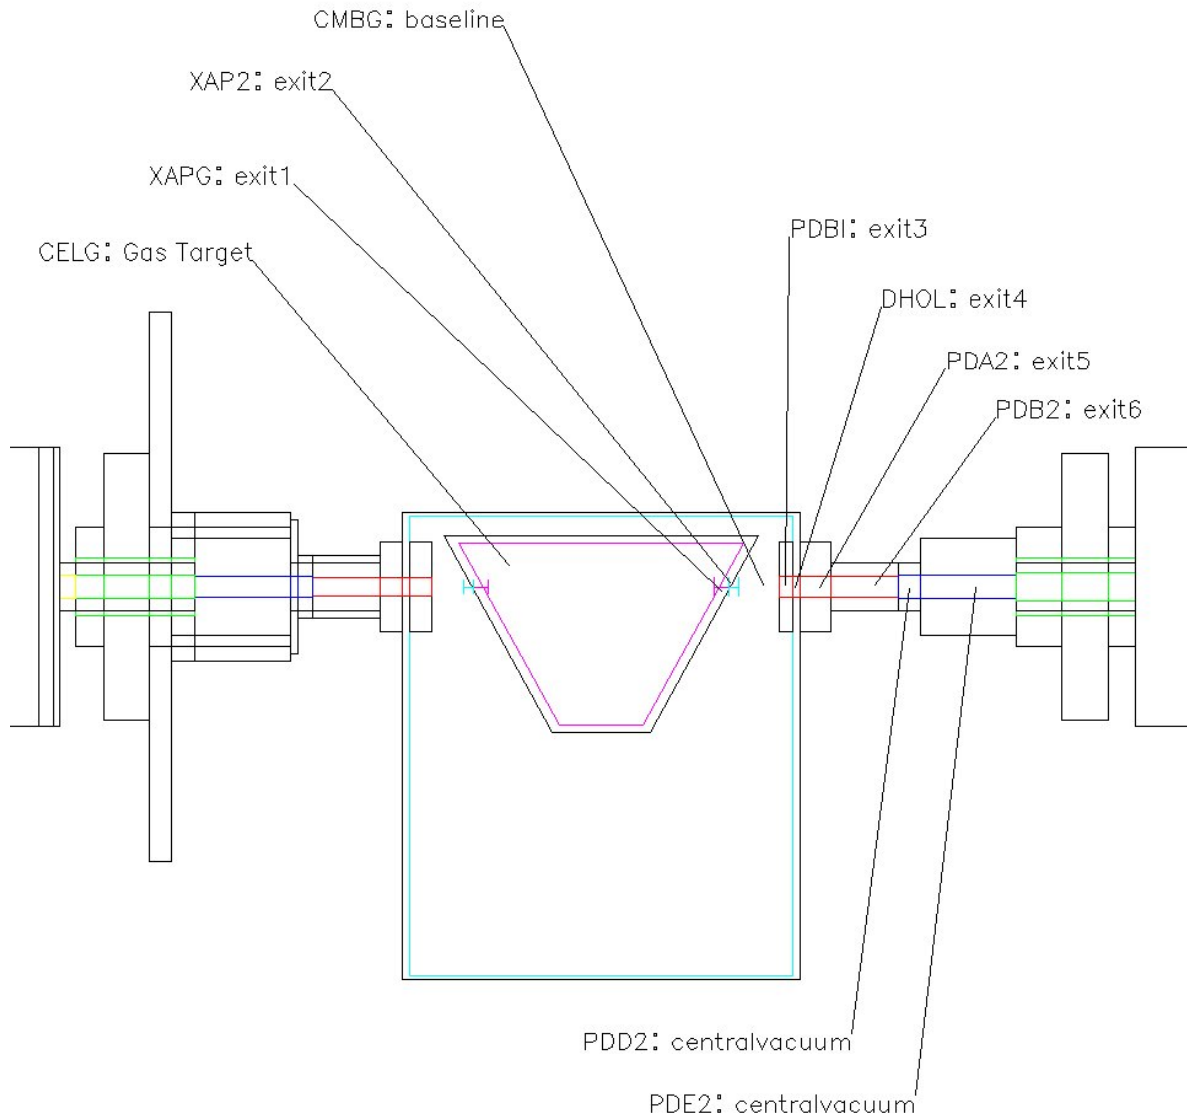 CMBG: baseline
XAP2: exit2
XAPG: exit1
CELG: Gas Target
PDBI: exit3
DHOL: exit4
PDA2: exit5
PDB2: exit6
PDD2: centralvacuum
PDE2: centralvacuum